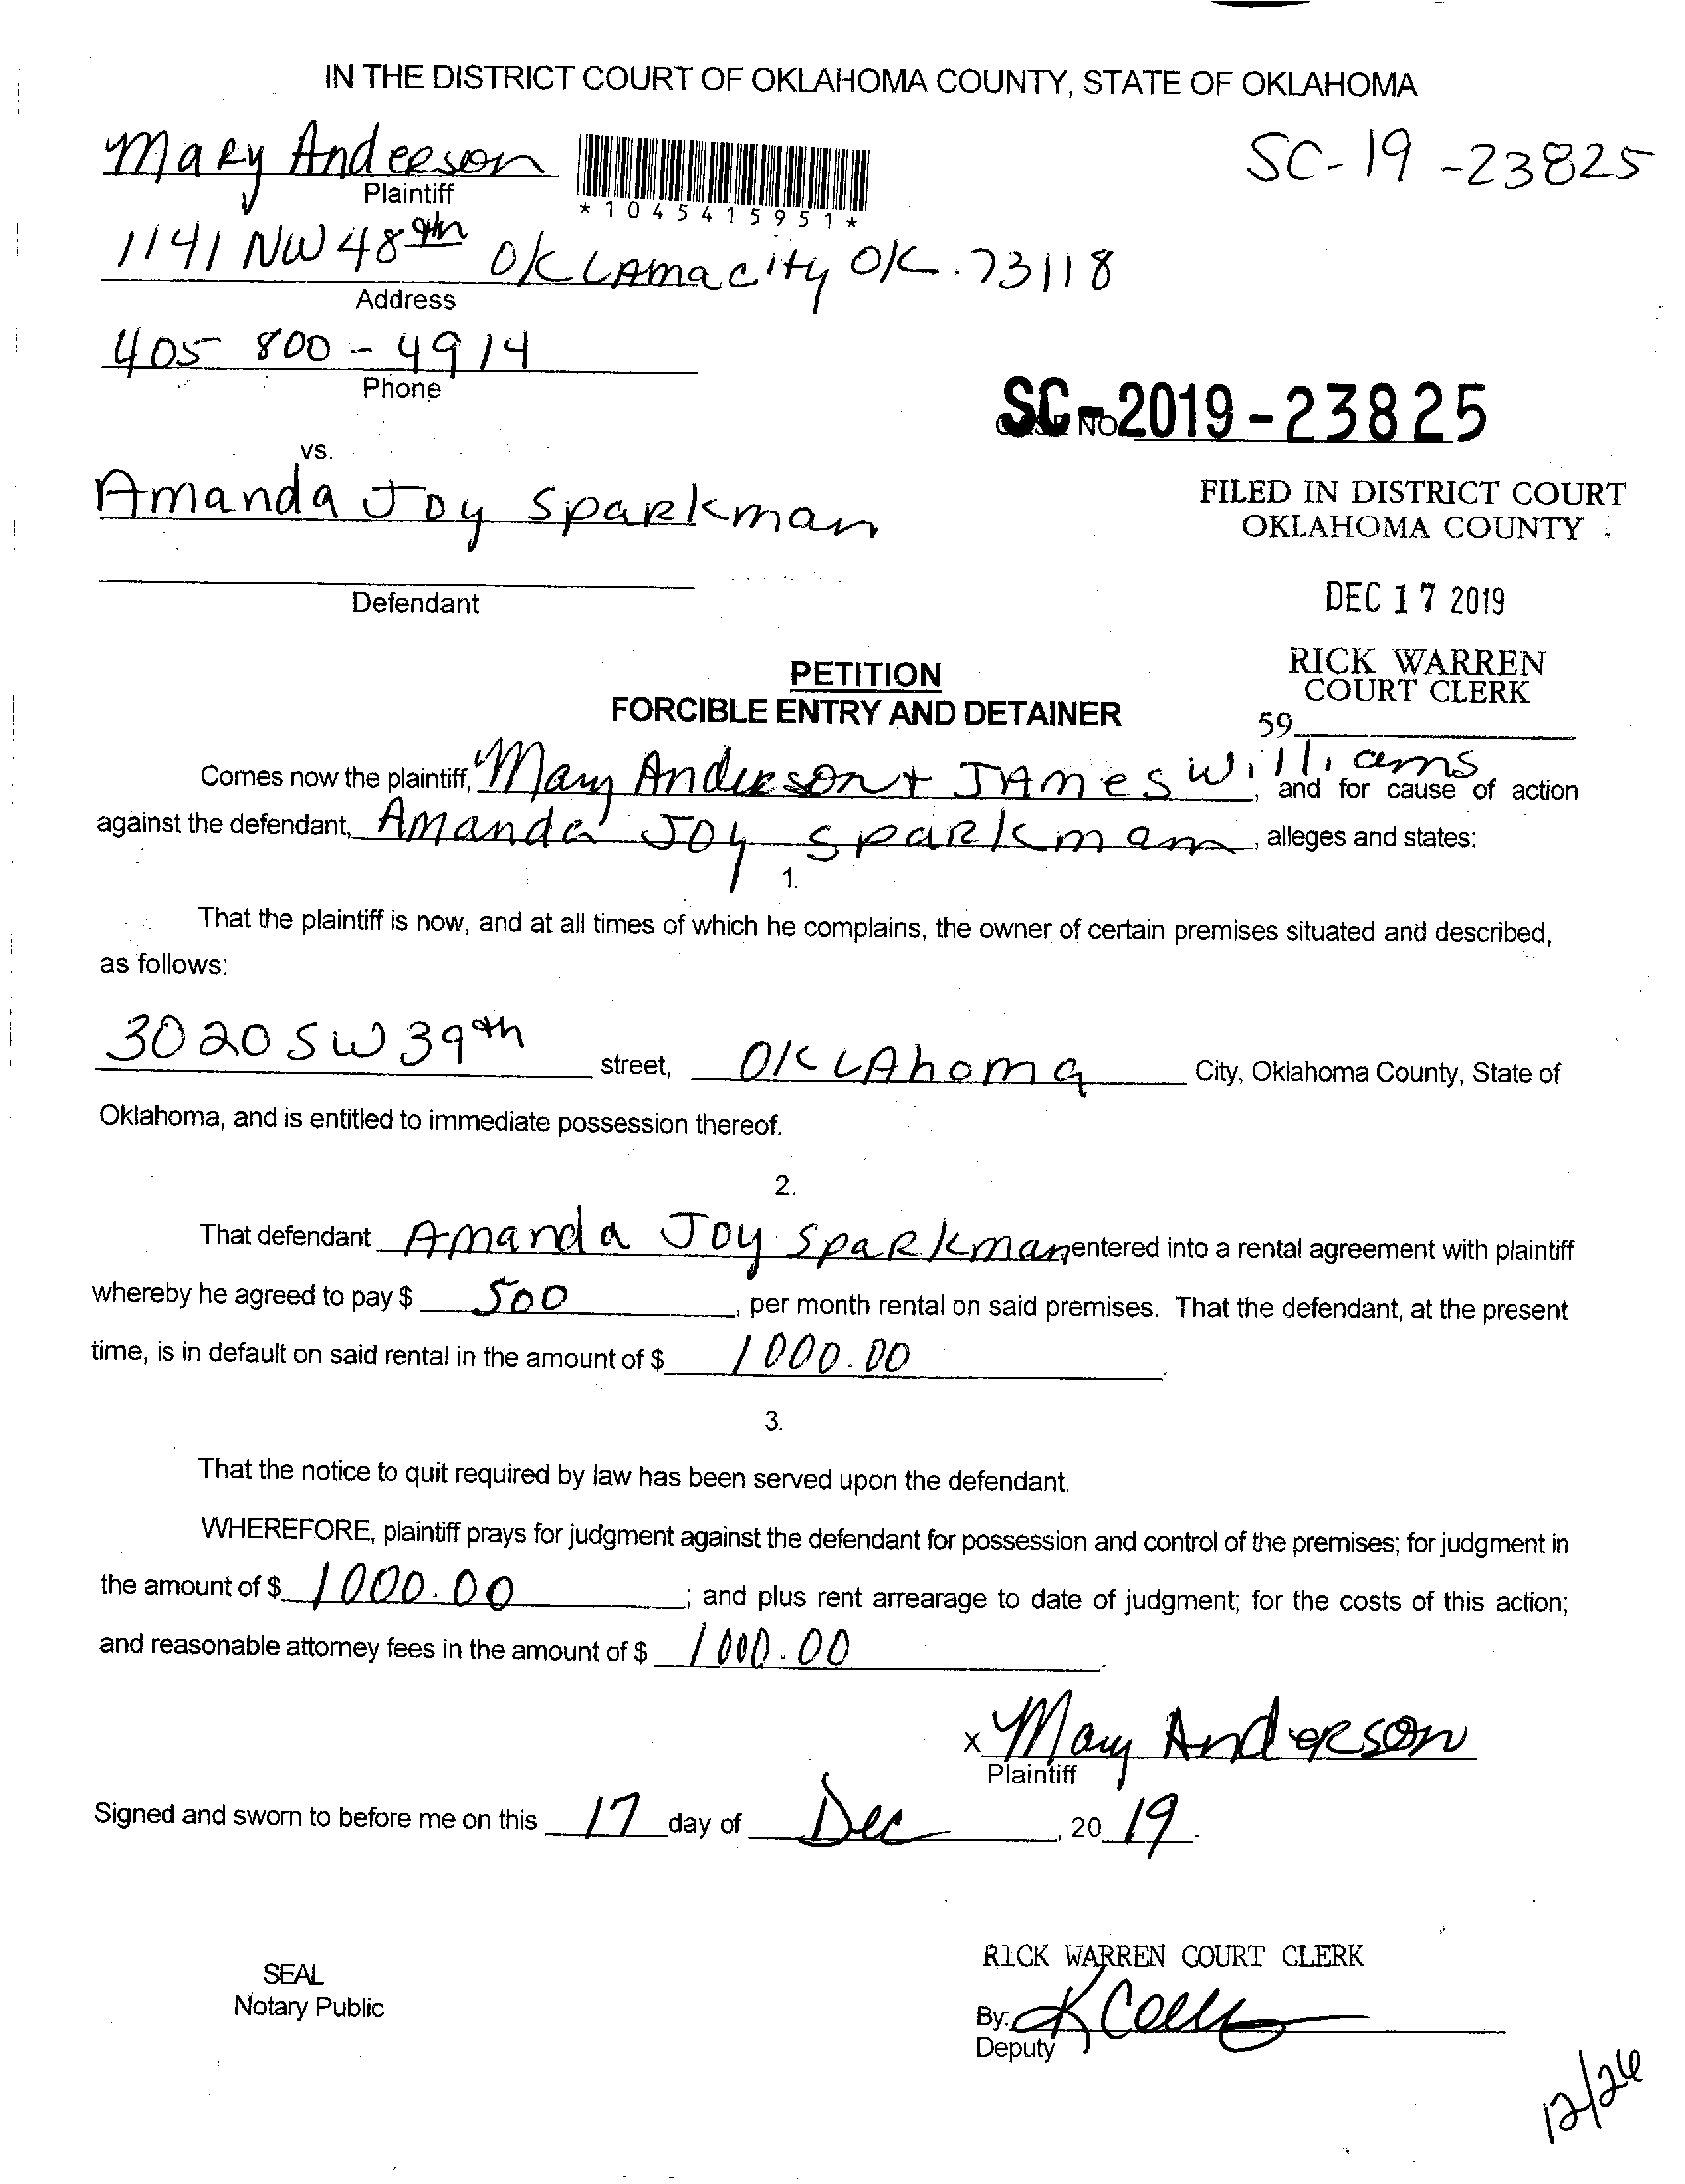 IN THE DISTRICT COURT OF OKLAHOMA COUNTY, STATE OF OKLAHOMA
Mary Anderson
SC-19-23825
Plaintiff
*1045415951*
1141 NW 48th OKLAmacity OK. 73118
Address
405 800-4914
Phone
SC-2019-23825
vs.
Amanda Joy Sparkman
FILED IN DISTRICT COURT
OKLAHOMA COUNTY
Defendant
DEC 17 2019
PETITION
RICK WARREN
COURT CLERK
FORCIBLE ENTRY AND DETAINER
59
Comes now the plaintiff, Mary Anderson + JAMES Williams, and for cause of action
against the defendant, Amanda Joy Sparkman, alleges and states:
1.
That the plaintiff is now, and at all times of which he complains, the owner of certain premises situated and described,
as follows:
3020 SW 39th street, OKLAhoma City, Oklahoma County, State of
Oklahoma, and is entitled to immediate possession thereof.
2.
That defendant Amanda Joy Sparkman entered into a rental agreement with plaintiff
whereby he agreed to pay $ 500, per month rental on said premises. That the defendant, at the present
time, is in default on said rental in the amount of $ 1000.00
3.
That the notice to quit required by law has been served upon the defendant.
WHEREFORE, plaintiff prays for judgment against the defendant for possession and control of the premises; for judgment in
the amount of $ 1000.00; and plus rent arrearage to date of judgment; for the costs of this action;
and reasonable attorney fees in the amount of $ 1000.00.
x Mary Anderson
Plaintiff
Signed and sworn to before me on this 17 day of Dec, 2019.
RICK WARREN COURT CLERK
SEAL
Notary Public
By:
Deputy
12/26